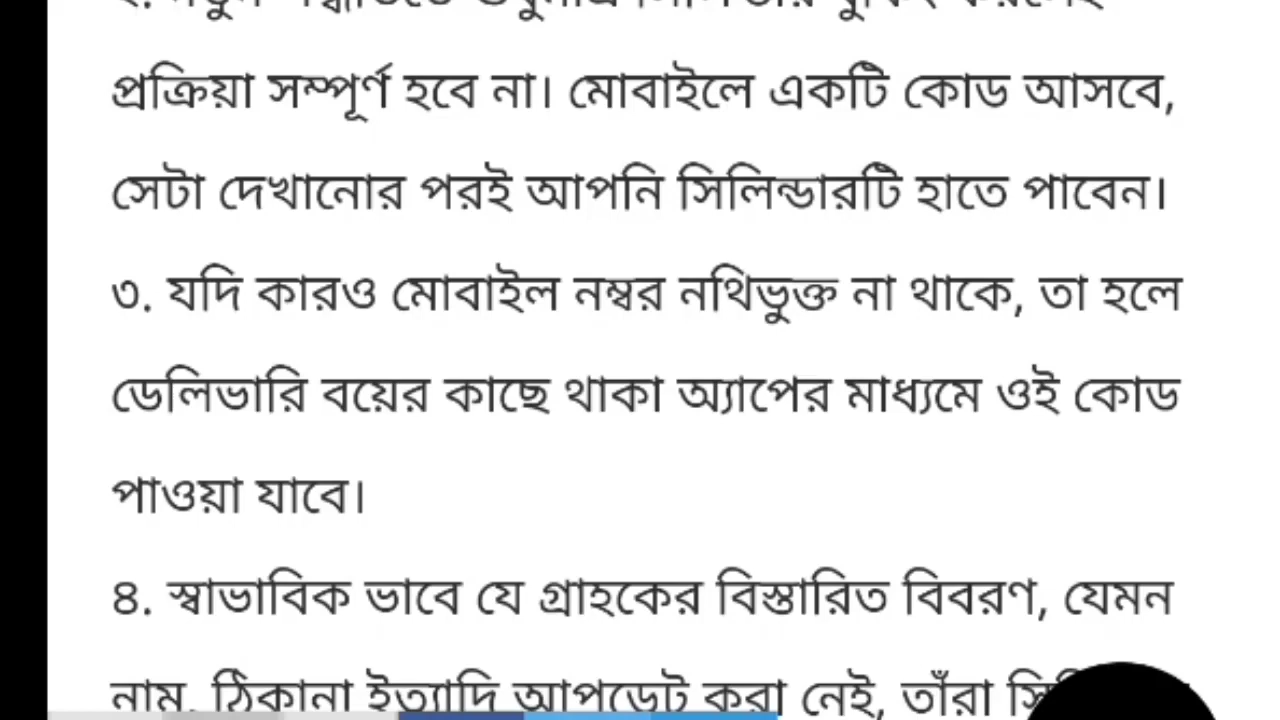 প্রক্রিয়া সম্পূর্ণ হবে না। মোবাইলে একটি কোড আসবে,
সেটা দেখানোর পরই আপনি সিলিন্ডারটি হাতে পাবেন।
৩. যদি কারও মোবাইল নম্বর নথিভুক্ত না থাকে, তা হলে
ডেলিভারি বয়ের কাছে থাকা অ্যাপের মাধ্যমে ওই কোড
পাওয়া যাবে।
৪. স্বাভাবিক ভাবে যে গ্রাহকের বিস্তারিত বিবরণ, যেমন
নাম, ঠিকানা ইত্যাদি আপডেট করা নেই, তাঁরা